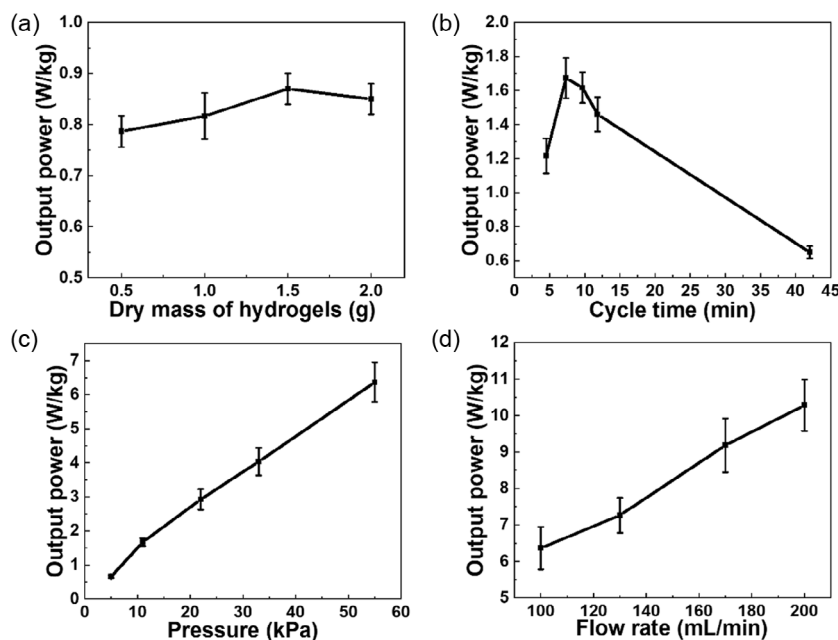 (a)
Output power (W/kg)
1.0
0.9
0.8
0.7
0.6
0.5
0.5 1.0 1.5 2.0
Dry mass of hydrogels (g)
(b)
Output power (W/kg)
2.0
1.8
1.6
1.4
1.2
1.0
0.8
0.6
0 5 10 15 20 25 30 35 40 45
Cycle time (min)
(c)
Output power (W/kg)
7
6
5
4
3
2
1
0
0 10 20 30 40 50 60
Pressure (kPa)
(d)
Output power (W/kg)
12
11
10
9
8
7
6
5
100 120 140 160 180 200
Flow rate (mL/min)